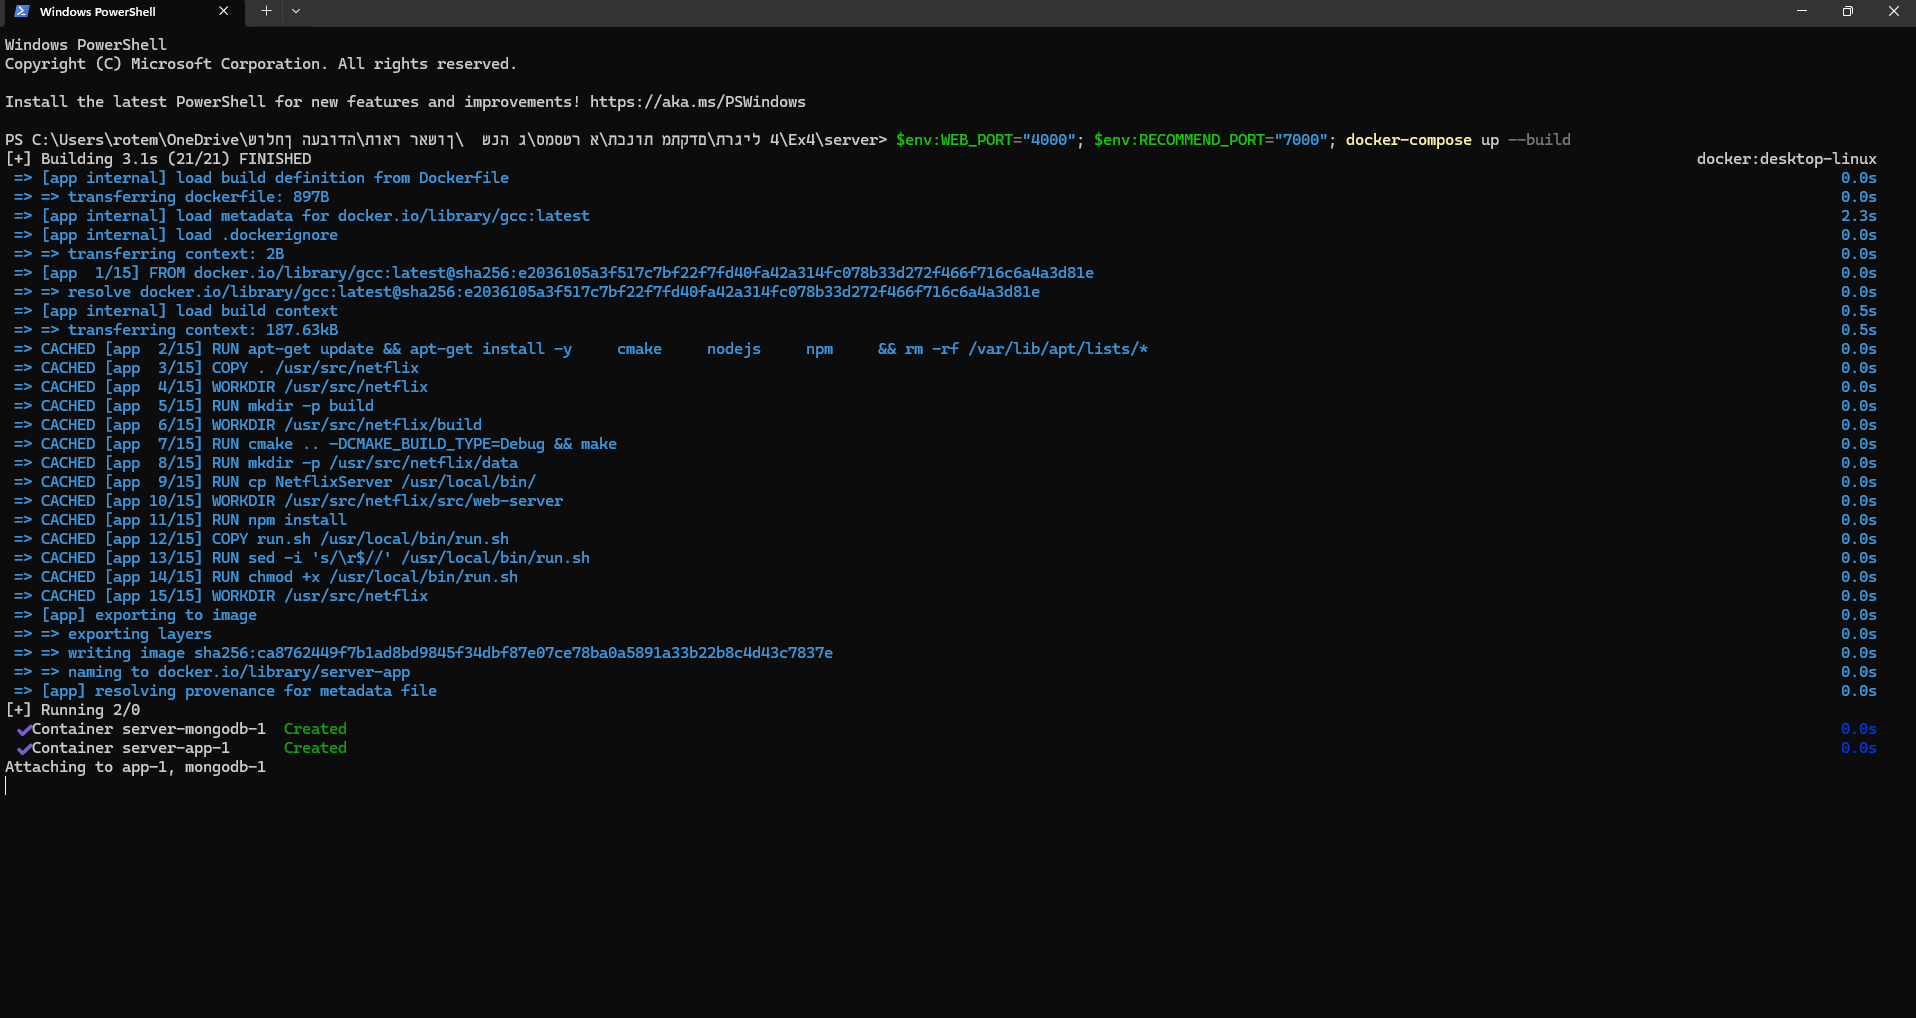 Windows PowerShell
Windows PowerShell
Copyright (C) Microsoft Corporation. All rights reserved.
Install the latest PowerShell for new features and improvements! https://aka.ms/PSWindows
PS C:\Users\rotem\OneDrive\שולחן העבודה\תואר ראשון\  שנה ג\סמסטר א\תכנות מתקדם\תרגיל 4\Ex4\server> $env:WEB_PORT="4000"; $env:RECOMMEND_PORT="7000"; docker-compose up --build
[+] Building 3.1s (21/21) FINISHED docker:desktop-linux
=> [app internal] load build definition from Dockerfile 0.0s
=> => transferring dockerfile: 897B 0.0s
=> [app internal] load metadata for docker.io/library/gcc:latest 2.3s
=> [app internal] load .dockerignore 0.0s
=> => transferring context: 2B 0.0s
=> [app  1/15] FROM docker.io/library/gcc:latest@sha256:e2036105a3f517c7bf22f7fd40fa42a314fc078b33d272f466f716c6a4a3d81e 0.0s
=> => resolve docker.io/library/gcc:latest@sha256:e2036105a3f517c7bf22f7fd40fa42a314fc078b33d272f466f716c6a4a3d81e 0.0s
=> [app internal] load build context 0.5s
=> => transferring context: 187.63kB 0.5s
=> CACHED [app  2/15] RUN apt-get update && apt-get install -y     cmake     nodejs     npm     && rm -rf /var/lib/apt/lists/* 0.0s
=> CACHED [app  3/15] COPY . /usr/src/netflix 0.0s
=> CACHED [app  4/15] WORKDIR /usr/src/netflix 0.0s
=> CACHED [app  5/15] RUN mkdir -p build 0.0s
=> CACHED [app  6/15] WORKDIR /usr/src/netflix/build 0.0s
=> CACHED [app  7/15] RUN cmake .. -DCMAKE_BUILD_TYPE=Debug && make 0.0s
=> CACHED [app  8/15] RUN mkdir -p /usr/src/netflix/data 0.0s
=> CACHED [app  9/15] RUN cp NetflixServer /usr/local/bin/ 0.0s
=> CACHED [app 10/15] WORKDIR /usr/src/netflix/src/web-server 0.0s
=> CACHED [app 11/15] RUN npm install 0.0s
=> CACHED [app 12/15] COPY run.sh /usr/local/bin/run.sh 0.0s
=> CACHED [app 13/15] RUN sed -i 's/\r$//' /usr/local/bin/run.sh 0.0s
=> CACHED [app 14/15] RUN chmod +x /usr/local/bin/run.sh 0.0s
=> CACHED [app 15/15] WORKDIR /usr/src/netflix 0.0s
=> [app] exporting to image 0.0s
=> => exporting layers 0.0s
=> => writing image sha256:ca8762449f7b1ad8bd9845f34dbf87e07ce78ba0a5891a33b22b8c4d43c7837e 0.0s
=> => naming to docker.io/library/server-app 0.0s
=> [app] resolving provenance for metadata file 0.0s
[+] Running 2/0
✔Container server-mongodb-1  Created 0.0s
✔Container server-app-1      Created 0.0s
Attaching to app-1, mongodb-1